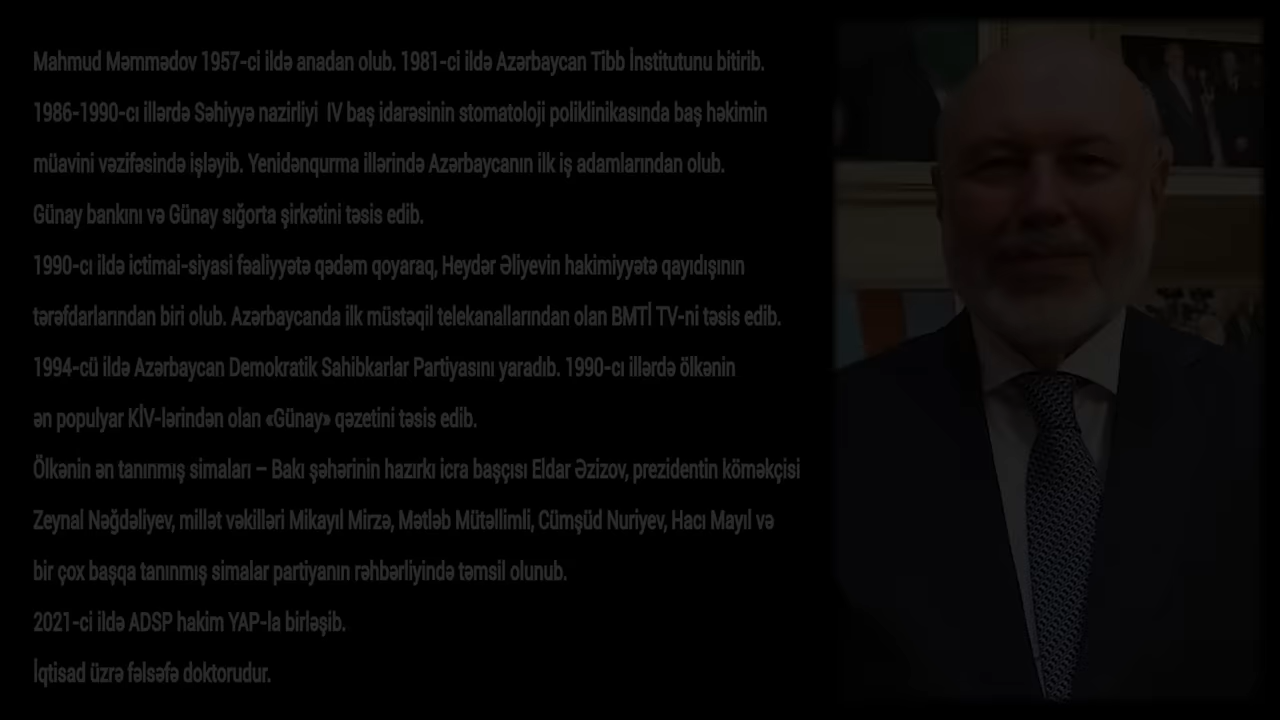 Mahmud Məmmədov 1957-ci ildə anadan olub. 1981-ci ildə Azərbaycan Tibb İnstitutunu bitirib.
1986-1990-cı illərdə Səhiyyə nazirliyi IV baş idarəsinin stomatoloji poliklinikasında baş həkimin
müavini vəzifəsində işləyib. Yenidənqurma illərində Azərbaycanın ilk iş adamlarından olub.
Günay bankını və Günay sığorta şirkətini təsis edib.
1990-cı ildə ictimai-siyasi fəaliyyətə qədəm qoyaraq, Heydər Əliyevin hakimiyyətə qayıdışının
tərəfdarlarından biri olub. Azərbaycanda ilk müstəqil telekanallarından olan BMTİ TV-ni təsis edib.
1994-cü ildə Azərbaycan Demokratik Sahibkarlar Partiyasını yaradıb. 1990-cı illərdə ölkənin
ən populyar KİV-lərindən olan «Günay» qəzetini təsis edib.
Ölkənin ən tanınmış simaları – Bakı şəhərinin hazırkı icra başçısı Eldar Əzizov, prezidentin köməkçisi
Zeynal Nəğdəliyev, millət vəkilləri Mikayıl Mirzə, Mətləb Mütəllimli, Cümşüd Nuriyev, Hacı Mayıl və
bir çox başqa tanınmış simalar partiyanın rəhbərliyində təmsil olunub.
2021-ci ildə ADSP hakim YAP-la birləşib.
İqtisad üzrə fəlsəfə doktorudur.